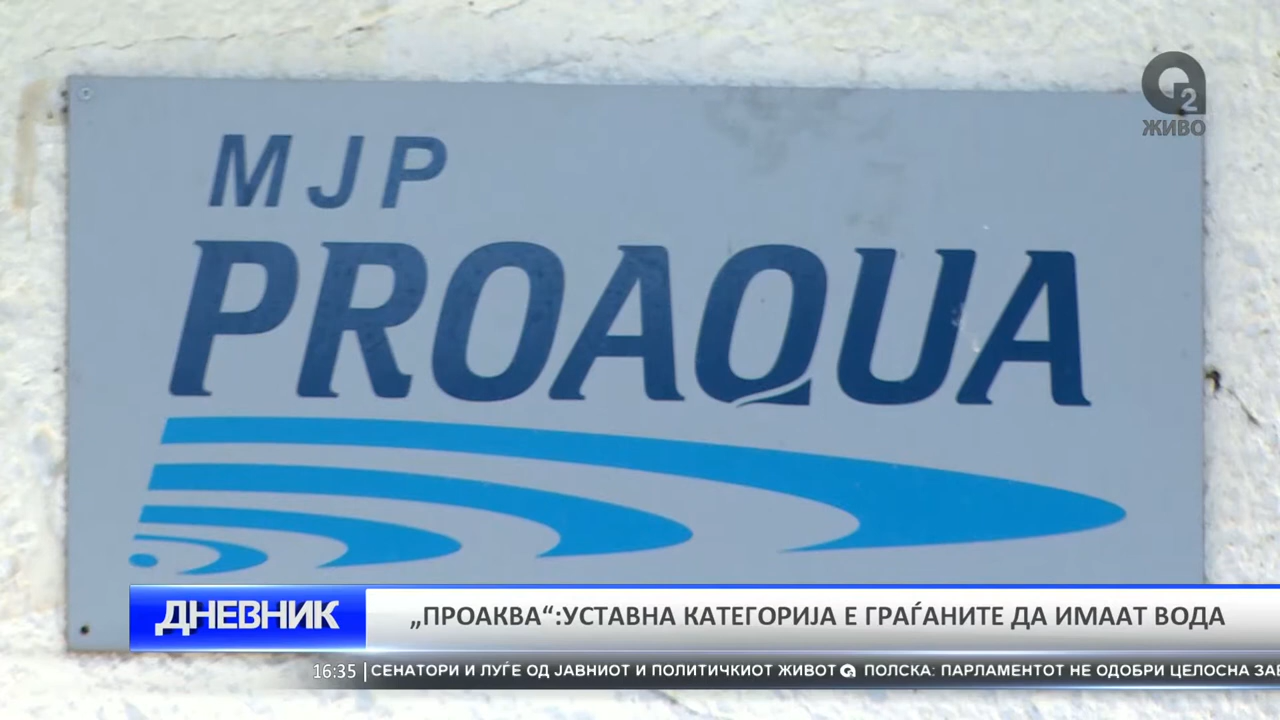 2
ЖИВО
MJP
PROAQUA
ДНЕВНИК
„ПРОАКВА“:УСТАВНА КАТЕГОРИЈА Е ГРАЃАНИТЕ ДА ИМААТ ВОДА
16:35 СЕНАТОРИ И ЛУЃЕ ОД ЈАВНИОТ И ПОЛИТИЧКИОТ ЖИВОТ ПОЛСКА: ПАРЛАМЕНТОТ НЕ ОДОБРИ ЦЕЛОСНА